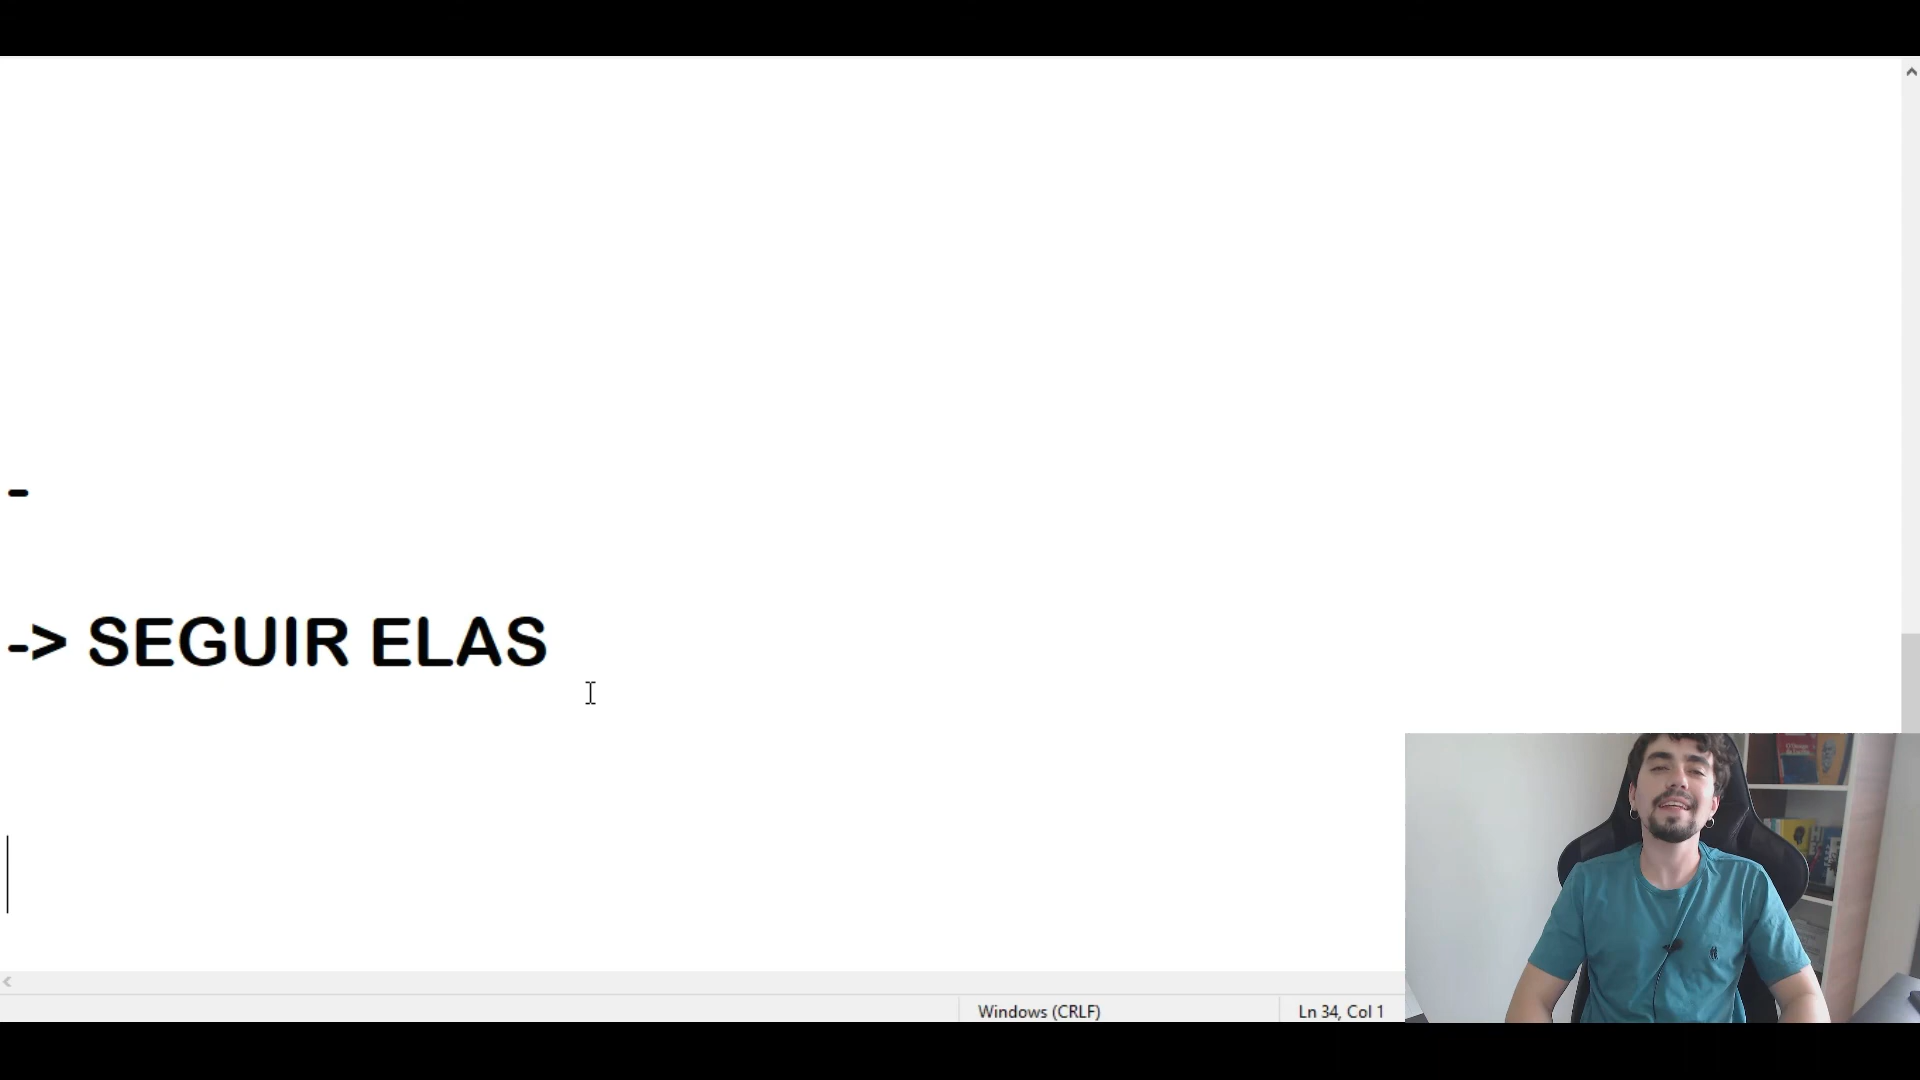 -
-> SEGUIR ELAS
Windows (CRLF)
Ln 34, Col 1